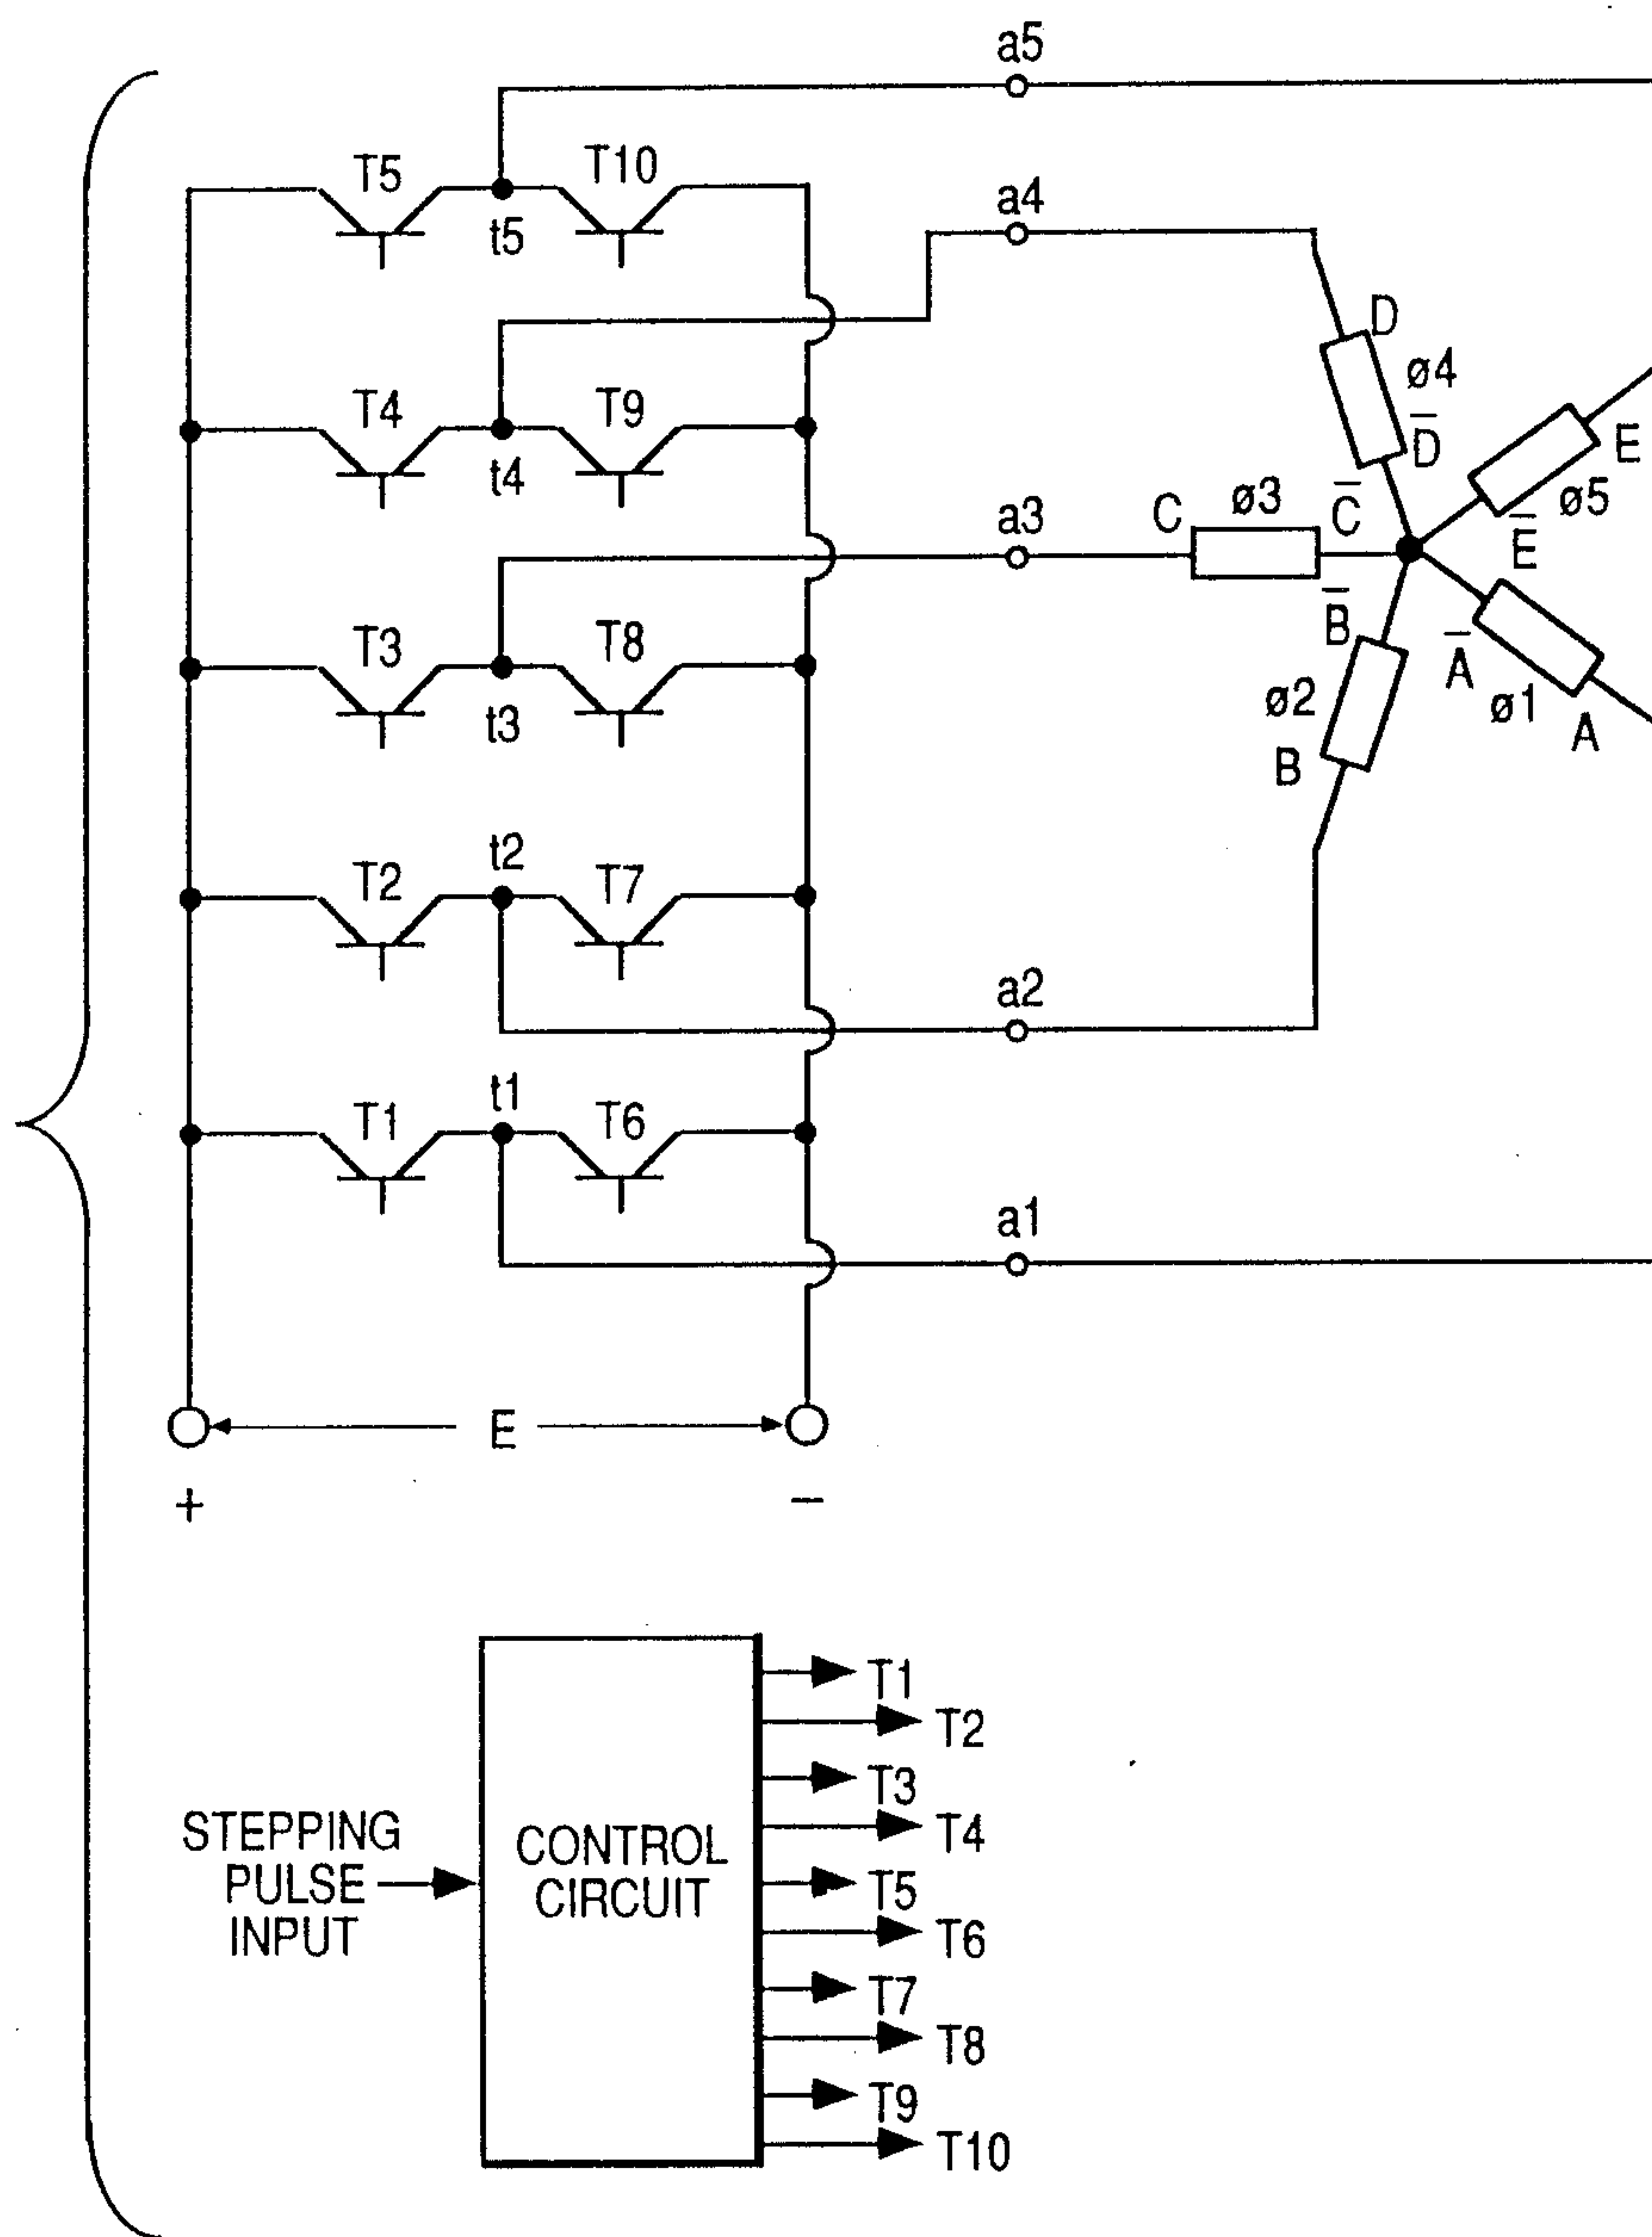 a5
T5
T10
t5
a4
D
ø4
D̅
T4
T9
t4
E
ø5
E̅
a3
C
ø3
C̅
T3
T8
t3
B̅
ø2
B
A̅
ø1
A
t2
T2
T7
a2
t1
T1
T6
a1
E
+
−
STEPPING
PULSE
INPUT
CONTROL
CIRCUIT
T1
T2
T3
T4
T5
T6
T7
T8
T9
T10